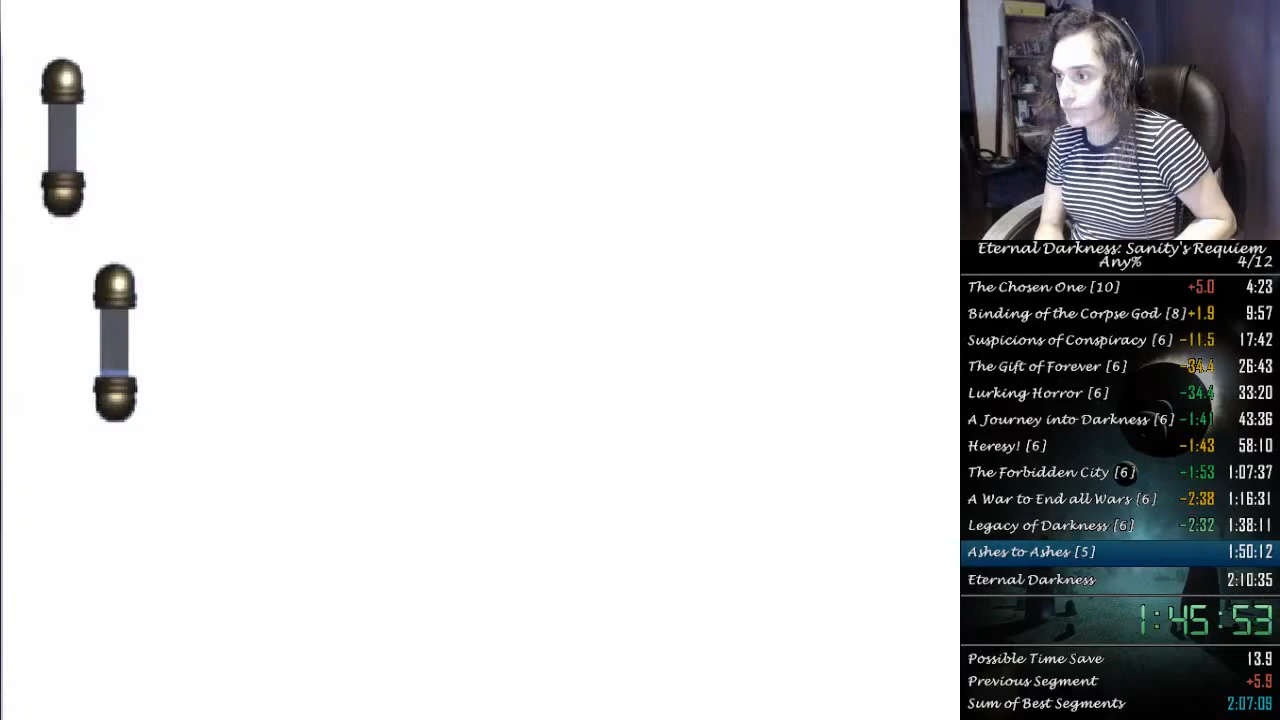 Eternal Darkness: Sanity's Requiem
Any% 4/12
The Chosen One [10] +5.0 4:23
Binding of the Corpse God [8] +1.9 9:57
Suspicions of Conspiracy [6] -11.5 17:42
The Gift of Forever [6] -34.4 26:43
Lurking Horror [6] -34.4 33:20
A Journey into Darkness [6] -1:41 43:36
Heresy! [6] -1:43 58:10
The Forbidden City [6] -1:53 1:07:37
A War to End all Wars [6] -2:38 1:16:31
Legacy of Darkness [6] -2:32 1:38:11
Ashes to Ashes [5] 1:50:12
Eternal Darkness 2:10:35
1:45:53
Possible Time Save 13.9
Previous Segment +5.9
Sum of Best Segments 2:07:09